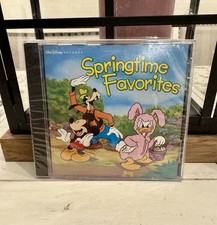 WALT DISNEY RECORDS
Springtime
Favorites